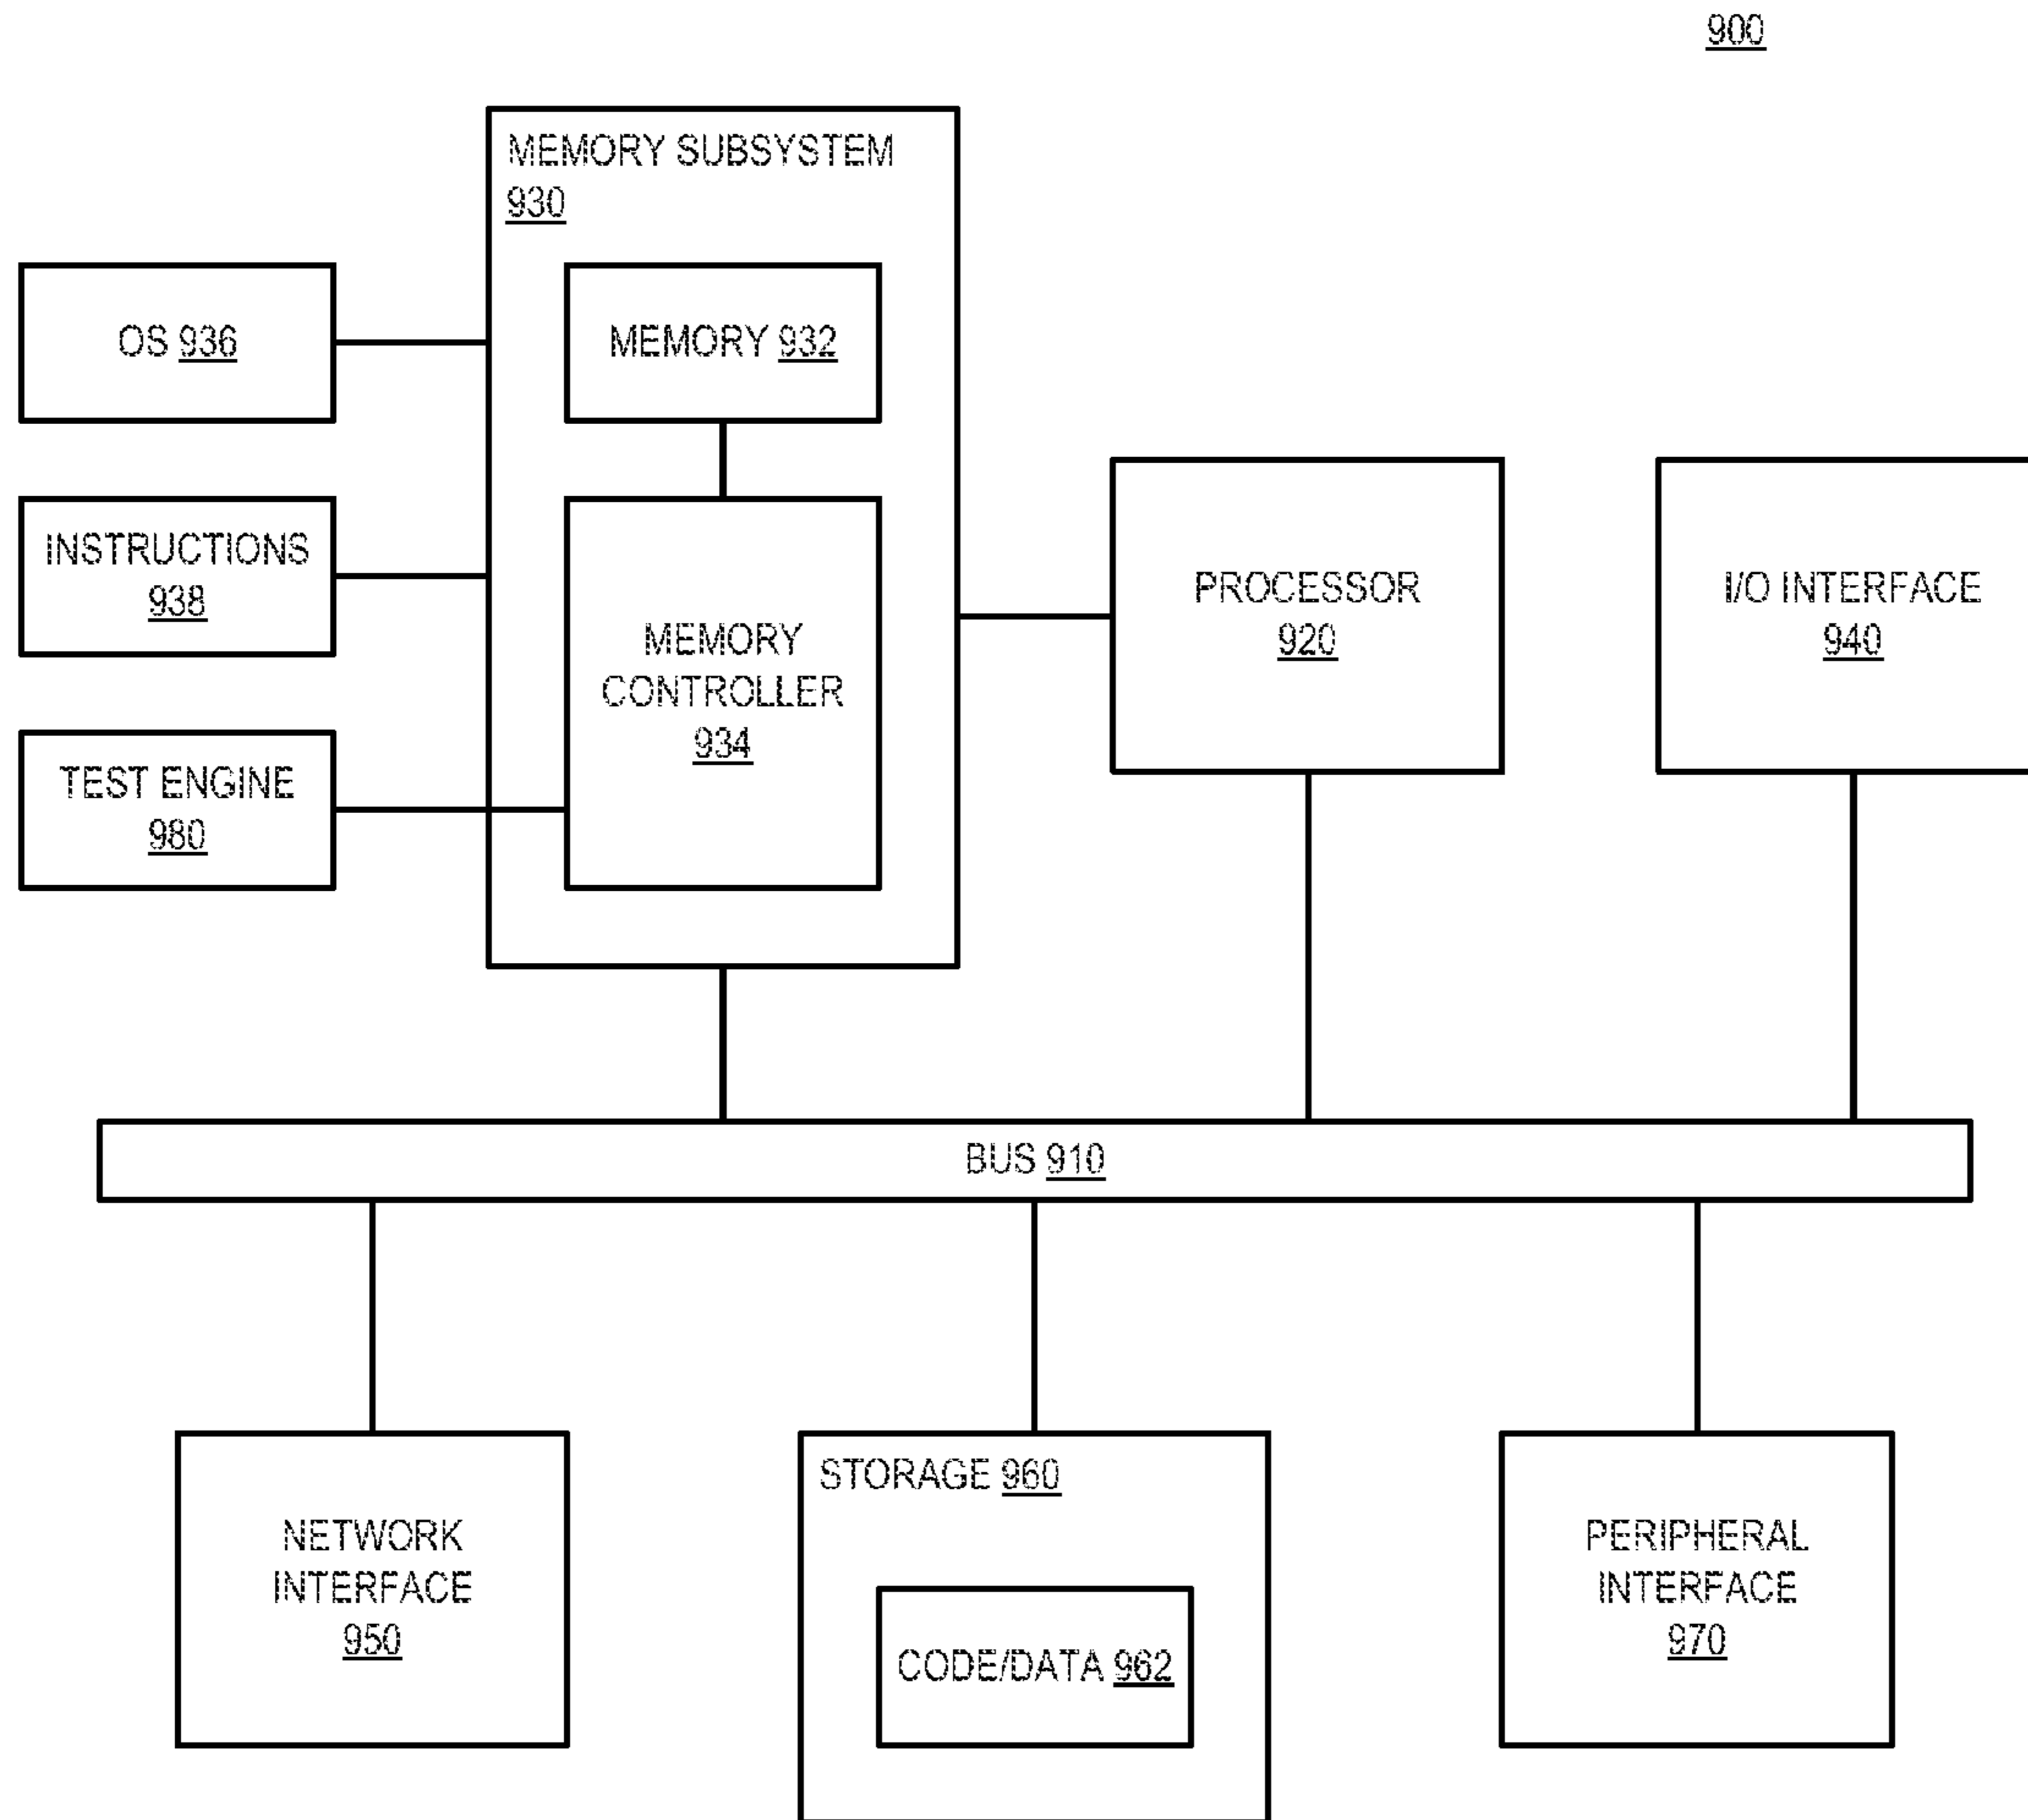 900
MEMORY SUBSYSTEM
930
OS 936
MEMORY 932
INSTRUCTIONS
938
MEMORY
CONTROLLER
934
PROCESSOR
920
I/O INTERFACE
940
TEST ENGINE
980
BUS 910
NETWORK
INTERFACE
950
STORAGE 960
CODE/DATA 962
PERIPHERAL
INTERFACE
970